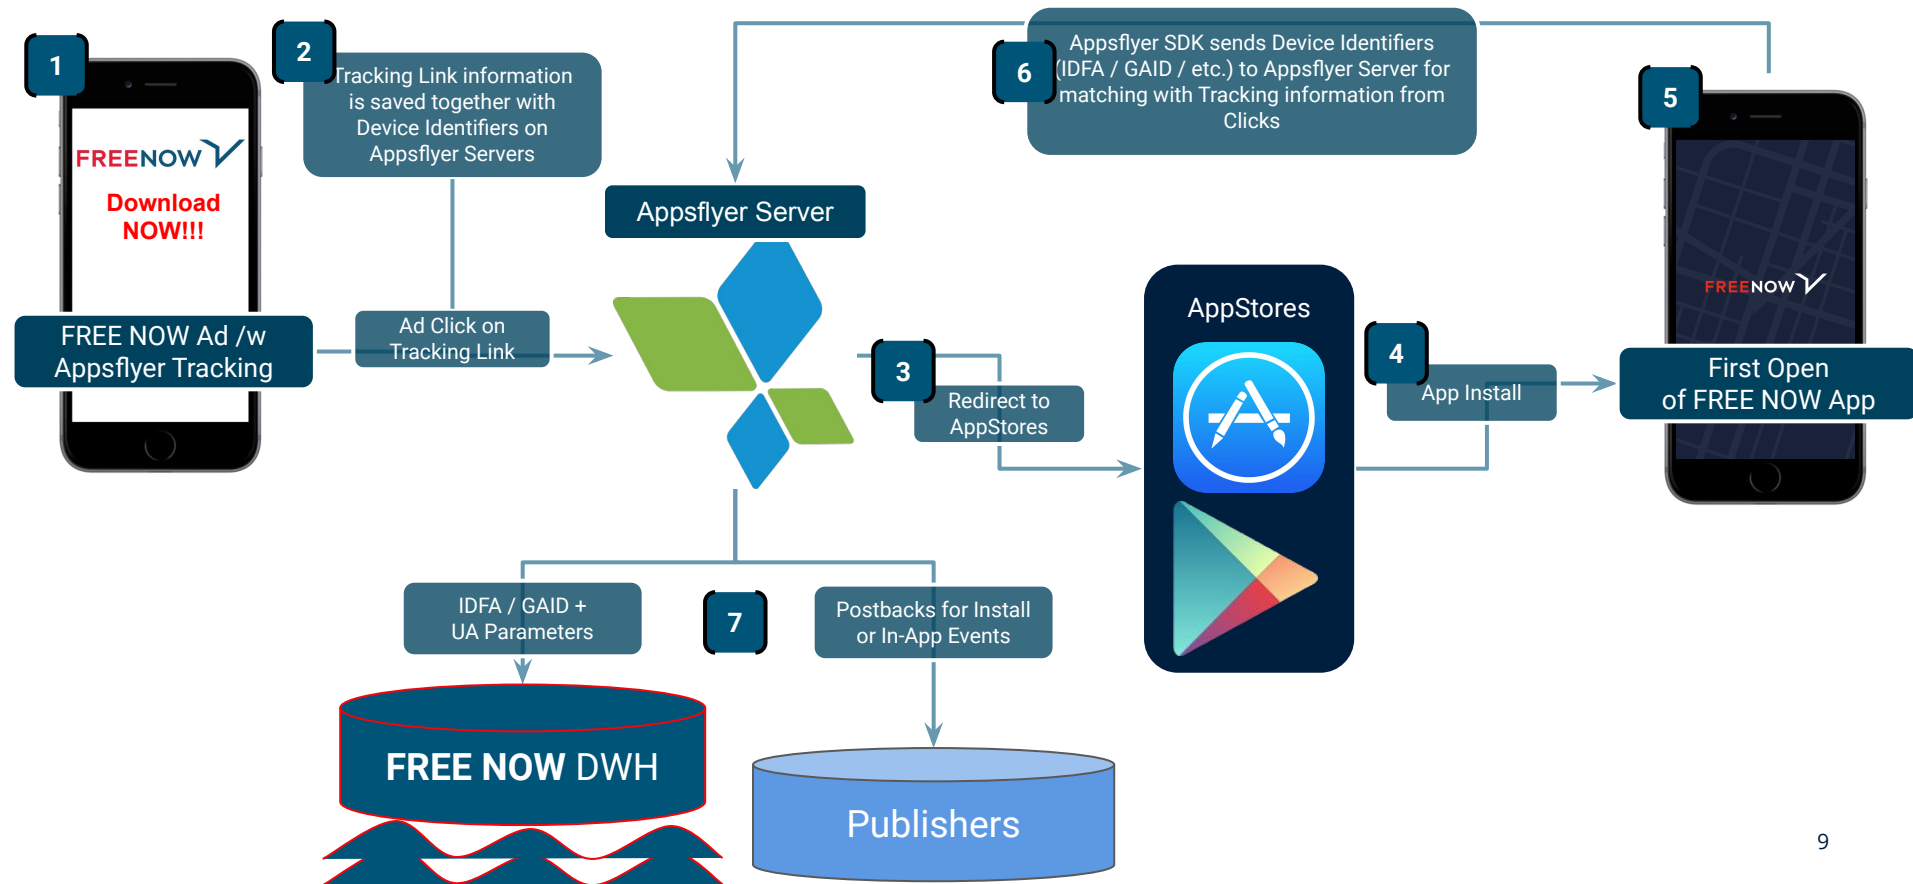 1
FREENOW
Download
NOW!!!
FREE NOW Ad /w
Appsflyer Tracking
2
Tracking Link information
is saved together with
Device Identifiers on
Appsflyer Servers
Ad Click on
Tracking Link
Appsflyer Server
3
Redirect to
AppStores
AppStores
4
App Install
5
FREENOW
First Open
of FREE NOW App
6
Appsflyer SDK sends Device Identifiers
(IDFA / GAID / etc.) to Appsflyer Server for
matching with Tracking information from
Clicks
7
IDFA / GAID +
UA Parameters
Postbacks for Install
or In-App Events
FREE NOW DWH
Publishers
9